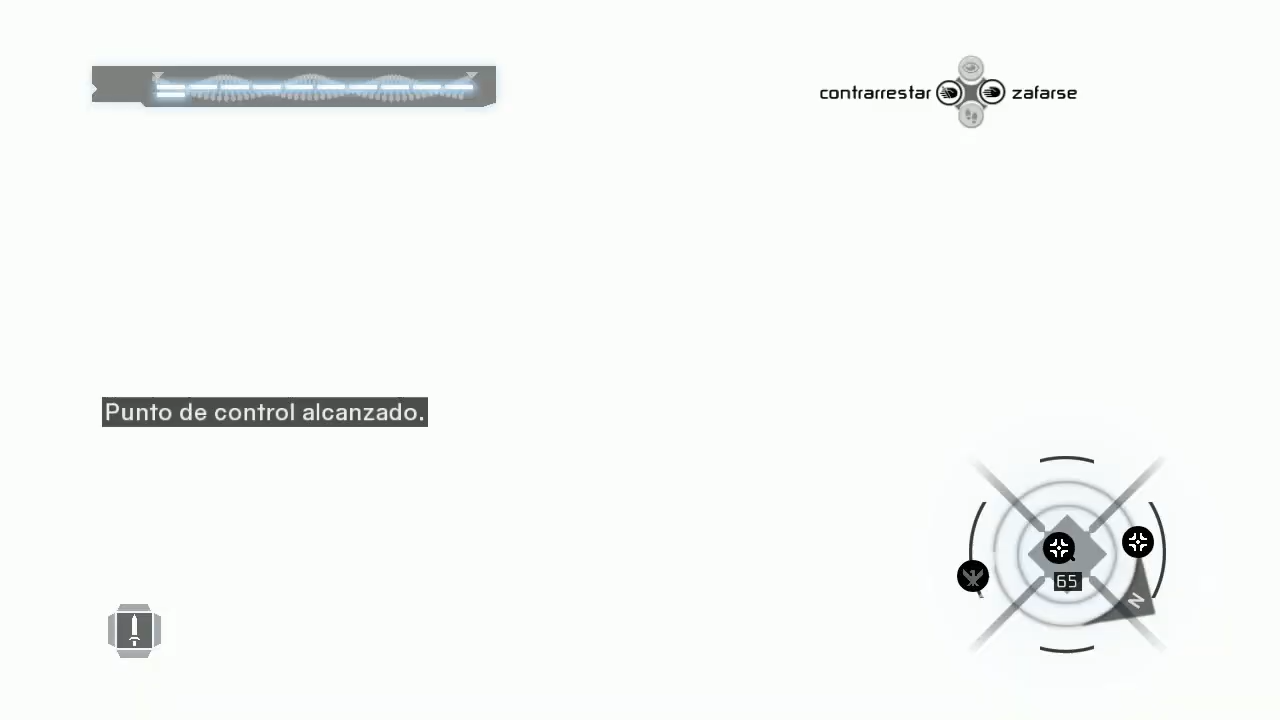 contrarrestar
zafarse
Punto de control alcanzado.
65
N